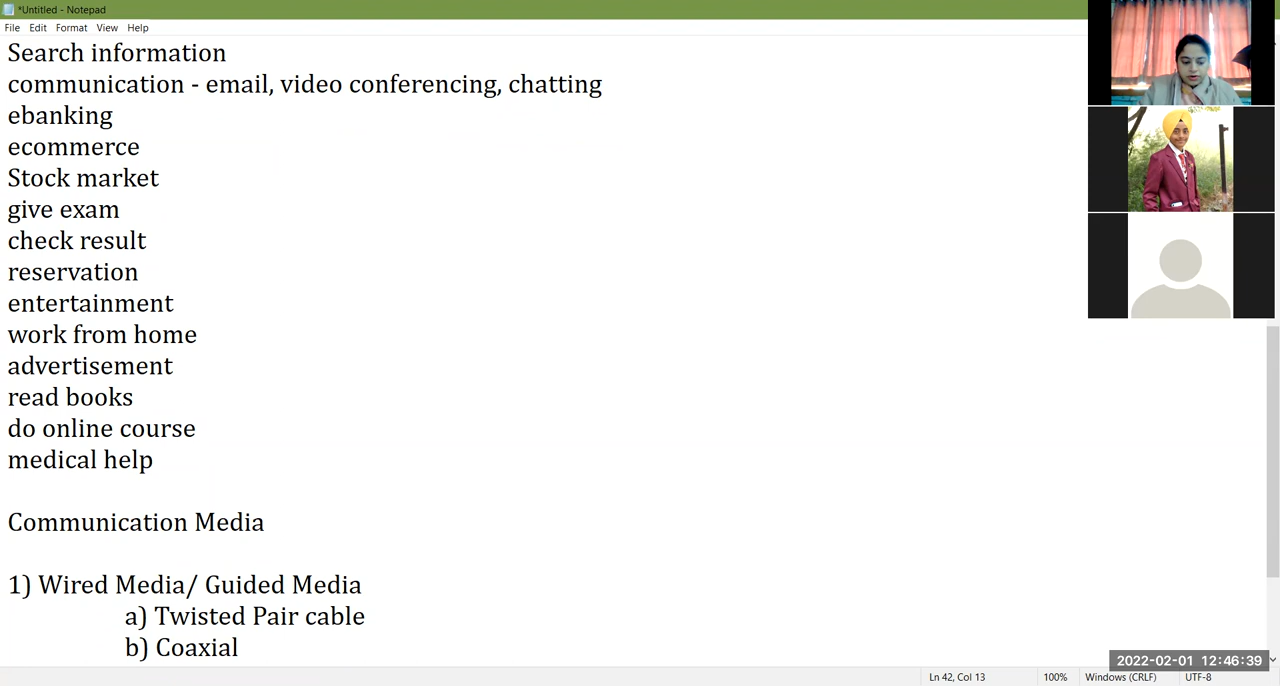 *Untitled - Notepad
File Edit Format View Help
Search information
communication - email, video conferencing, chatting
ebanking
ecommerce
Stock market
give exam
check result
reservation
entertainment
work from home
advertisement
read books
do online course
medical help
Communication Media
1) Wired Media/ Guided Media
a) Twisted Pair cable
b) Coaxial
2022-02-01 12:46:39
Ln 42, Col 13 100% Windows (CRLF) UTF-8